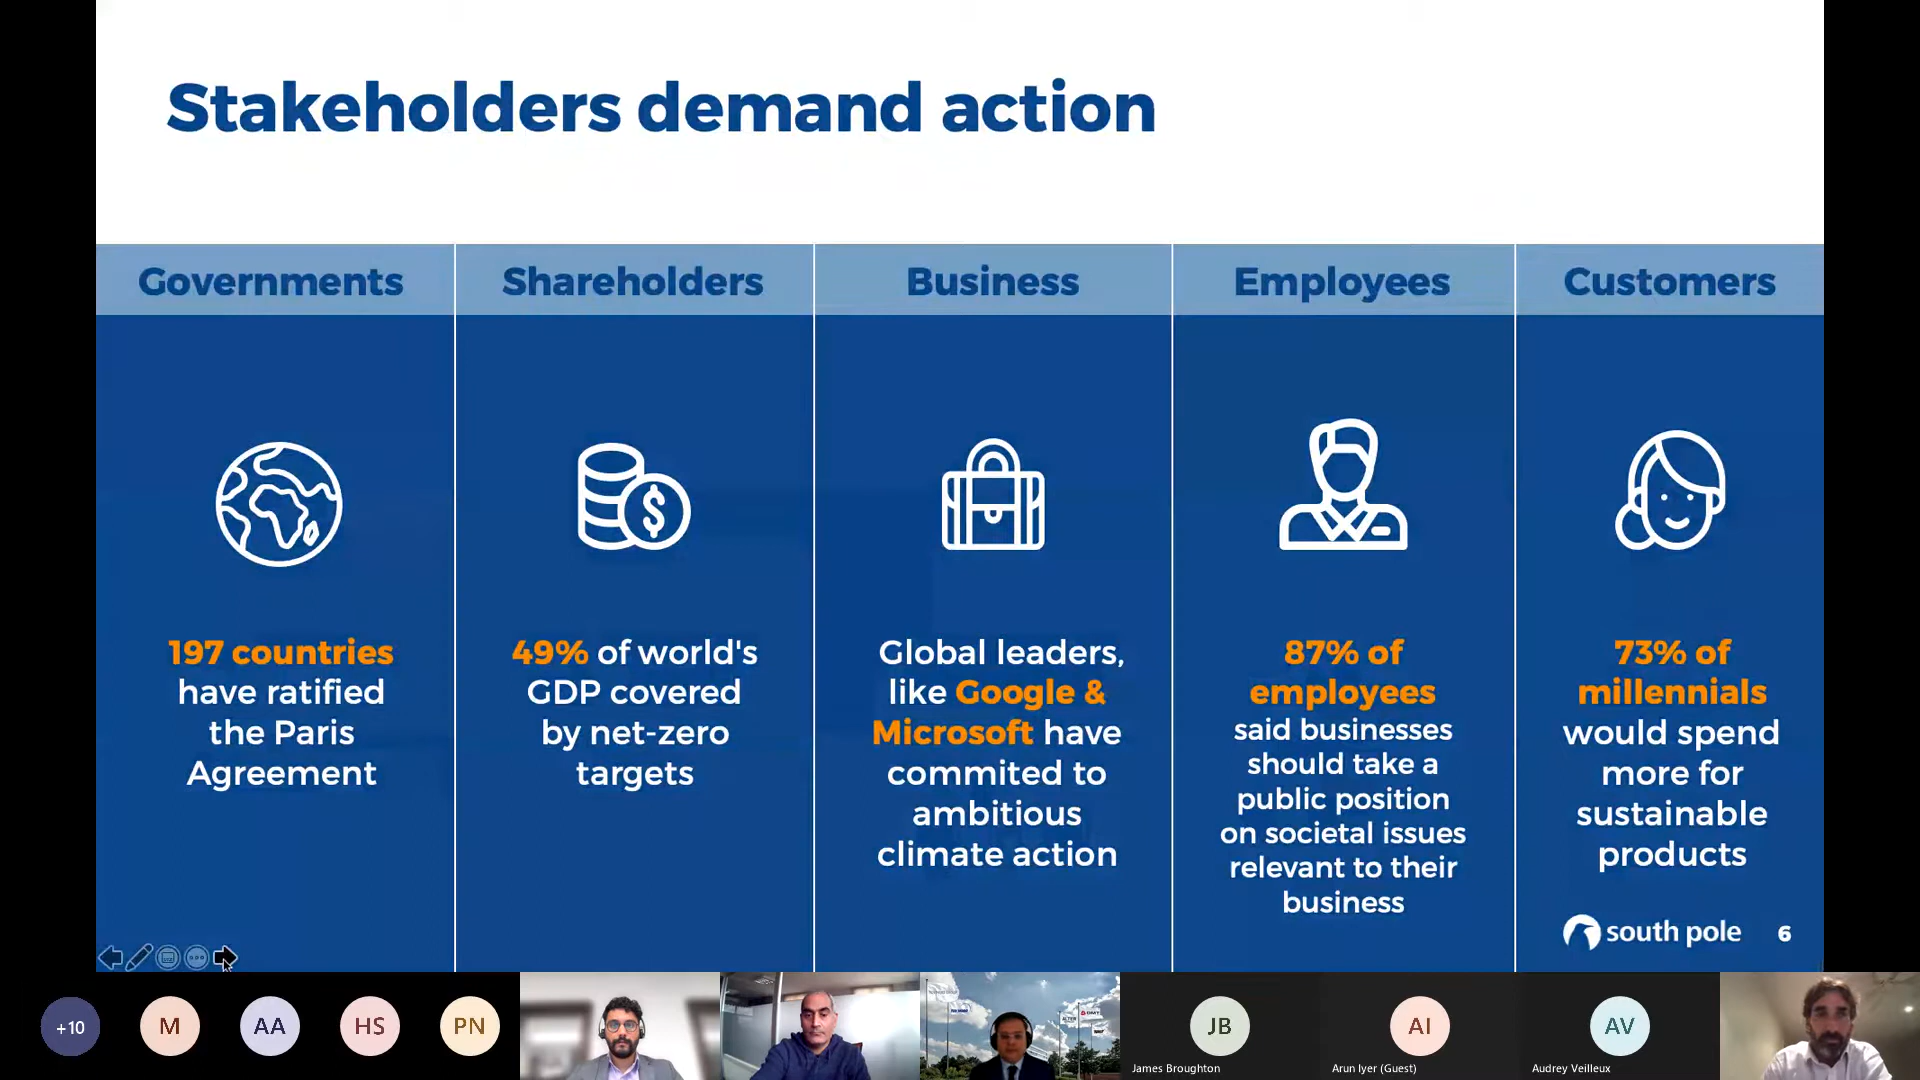 Stakeholders demand action
Governments
Shareholders
Business
Employees
Customers
$
197 countries
have ratified
the Paris
Agreement
49% of world's
GDP covered
by net-zero
targets
Global leaders,
like Google &
Microsoft have
commited to
ambitious
climate action
87% of
employees
said businesses
should take a
public position
on societal issues
relevant to their
business
73% of
millennials
would spend
more for
sustainable
products
south pole 6
+10
M
AA
HS
PN
JB
James Broughton
AI
Arun Iyer (Guest)
AV
Audrey Veilleux